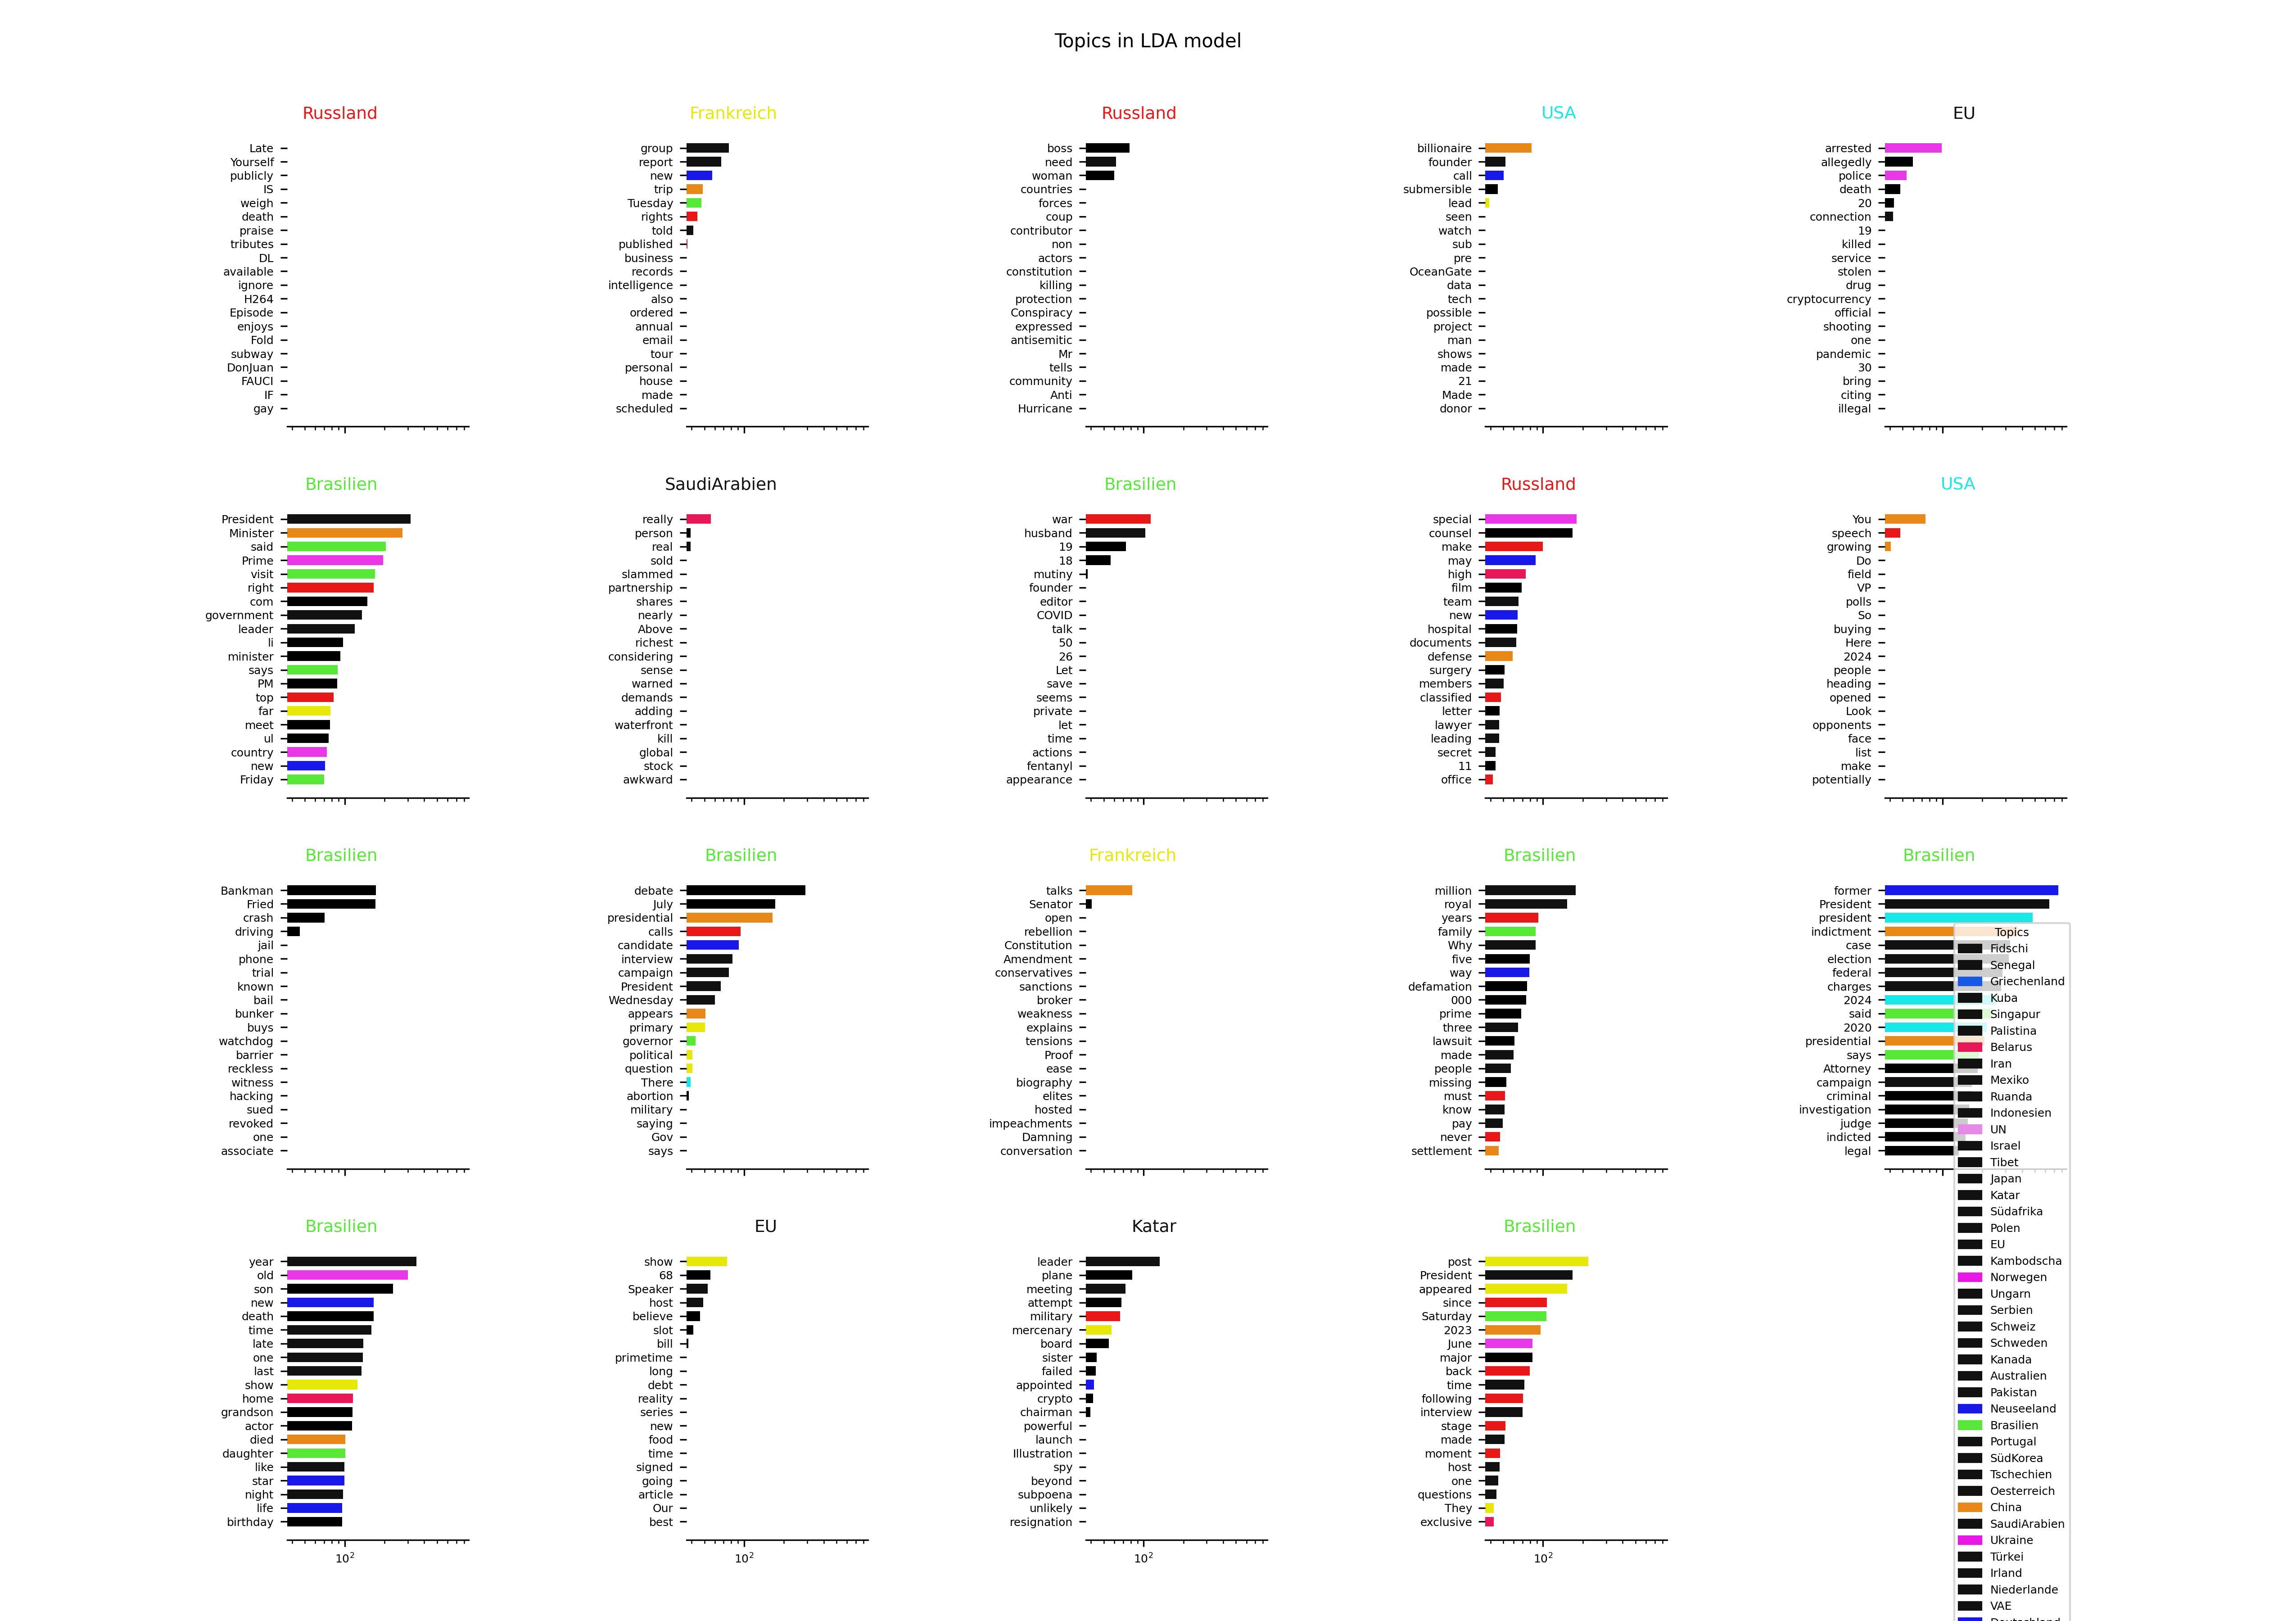 Topics in LDA model
Russland
Late
Yourself
publicly
IS
weigh
death
praise
tributes
DL
available
ignore
H264
Episode
enjoys
Fold
subway
DonJuan
FAUCI
IF
gay
Frankreich
group
report
new
trip
Tuesday
rights
told
published
business
records
intelligence
also
ordered
annual
email
tour
personal
house
made
scheduled
Russland
boss
need
woman
countries
forces
coup
contributor
non
actors
constitution
killing
protection
Conspiracy
expressed
antisemitic
Mr
tells
community
Anti
Hurricane
USA
billionaire
founder
call
submersible
lead
seen
watch
sub
pre
OceanGate
data
tech
possible
project
man
shows
made
21
Made
donor
EU
arrested
allegedly
police
death
20
connection
19
killed
service
stolen
drug
cryptocurrency
official
shooting
one
pandemic
30
bring
citing
illegal
Brasilien
President
Minister
said
Prime
visit
right
com
government
leader
li
minister
says
PM
top
far
meet
ul
country
new
Friday
SaudiArabien
really
person
real
sold
slammed
partnership
shares
nearly
Above
richest
considering
sense
warned
demands
adding
waterfront
kill
global
stock
awkward
Brasilien
war
husband
19
18
mutiny
founder
editor
COVID
talk
50
26
Let
save
seems
private
let
time
actions
fentanyl
appearance
Russland
special
counsel
make
may
high
film
team
new
hospital
documents
defense
surgery
members
classified
letter
lawyer
leading
secret
11
office
USA
You
speech
growing
Do
field
VP
polls
So
buying
Here
2024
people
heading
opened
Look
opponents
face
list
make
potentially
Brasilien
Bankman
Fried
crash
driving
jail
phone
trial
known
bail
bunker
buys
watchdog
barrier
reckless
witness
hacking
sued
revoked
one
associate
Brasilien
debate
July
presidential
calls
candidate
interview
campaign
President
Wednesday
appears
primary
governor
political
question
There
abortion
military
saying
Gov
says
Frankreich
talks
Senator
open
rebellion
Constitution
Amendment
conservatives
sanctions
broker
weakness
explains
tensions
Proof
ease
biography
elites
hosted
impeachments
Damning
conversation
Brasilien
million
royal
years
family
Why
five
way
defamation
000
prime
three
lawsuit
made
people
missing
must
know
pay
never
settlement
Brasilien
former
President
president
indictment
case
election
federal
charges
2024
said
2020
presidential
says
Attorney
campaign
criminal
investigation
judge
indicted
legal
Brasilien
year
old
son
new
death
time
late
one
last
show
home
grandson
actor
died
daughter
like
star
night
life
birthday
10²
EU
show
68
Speaker
host
believe
slot
bill
primetime
long
debt
reality
series
new
food
time
signed
going
article
Our
best
10²
Katar
leader
plane
meeting
attempt
military
mercenary
board
sister
failed
appointed
crypto
chairman
powerful
launch
Illustration
spy
beyond
subpoena
unlikely
resignation
10²
Brasilien
post
President
appeared
since
Saturday
2023
June
major
back
time
following
interview
stage
made
moment
host
one
questions
They
exclusive
10²
Topics
Fidschi
Senegal
Griechenland
Kuba
Singapur
Palistina
Belarus
Iran
Mexiko
Ruanda
Indonesien
UN
Israel
Tibet
Japan
Katar
Südafrika
Polen
EU
Kambodscha
Norwegen
Ungarn
Serbien
Schweiz
Schweden
Kanada
Australien
Pakistan
Neuseeland
Brasilien
Portugal
SüdKorea
Tschechien
Oesterreich
China
SaudiArabien
Ukraine
Türkei
Irland
Niederlande
VAE